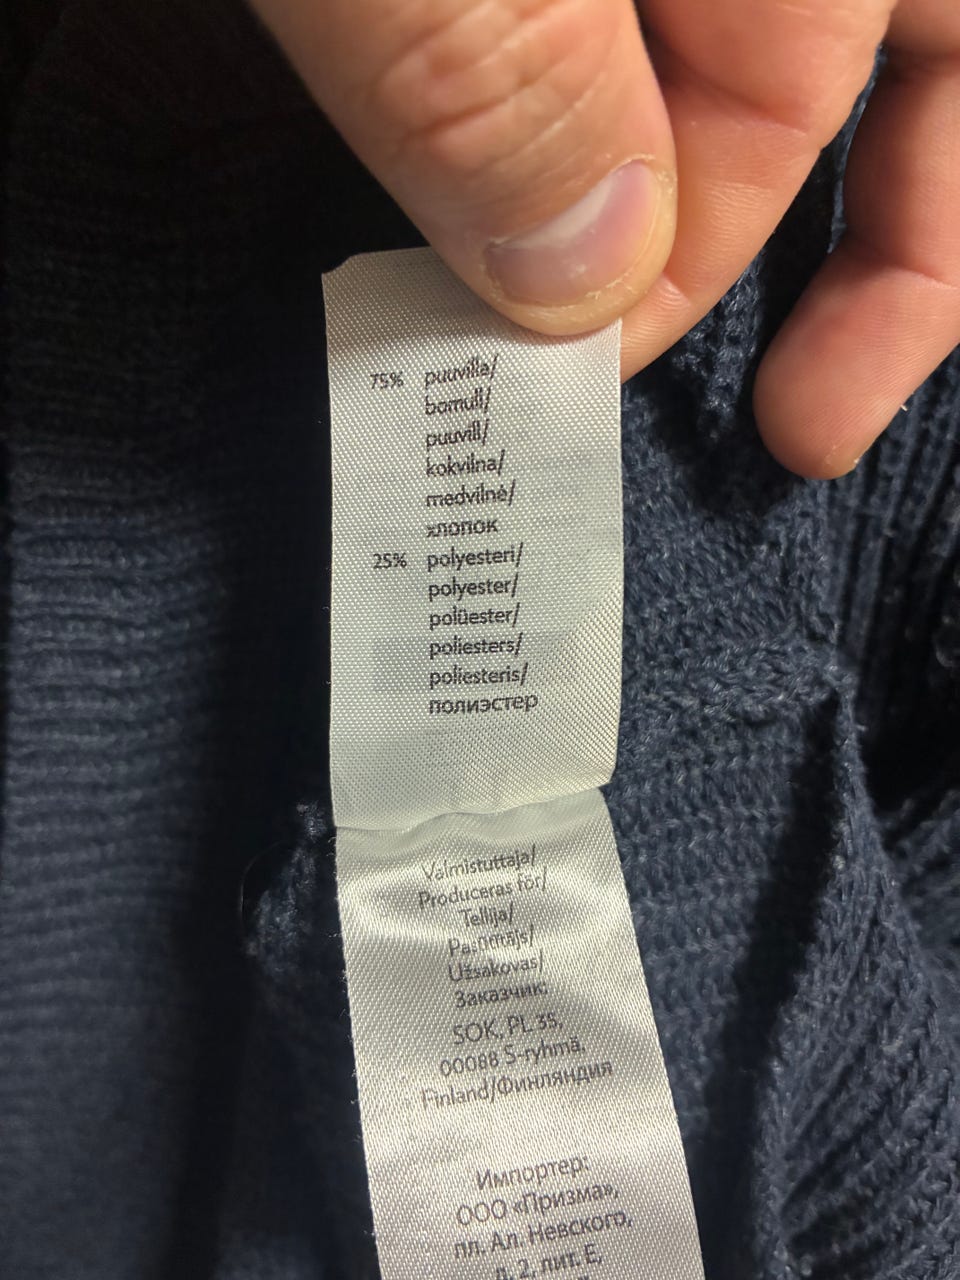 75% puuvilla/
bomull/
puuvill/
kokvilna/
medvilnė/
хлопок
25% polyesteri/
polyester/
polüester/
poliesters/
poliesteris/
полиэстер
Valmistuttaja/
Produceras för/
Tellija/
Pasūtītājs/
Užsakovas/
Заказчик:
SOK, PL 35,
00088 S-ryhmä,
Finland/Финляндия
Импортер:
ООО «Призма»,
пл. Ал. Невского,
д. 2, лит. Е,